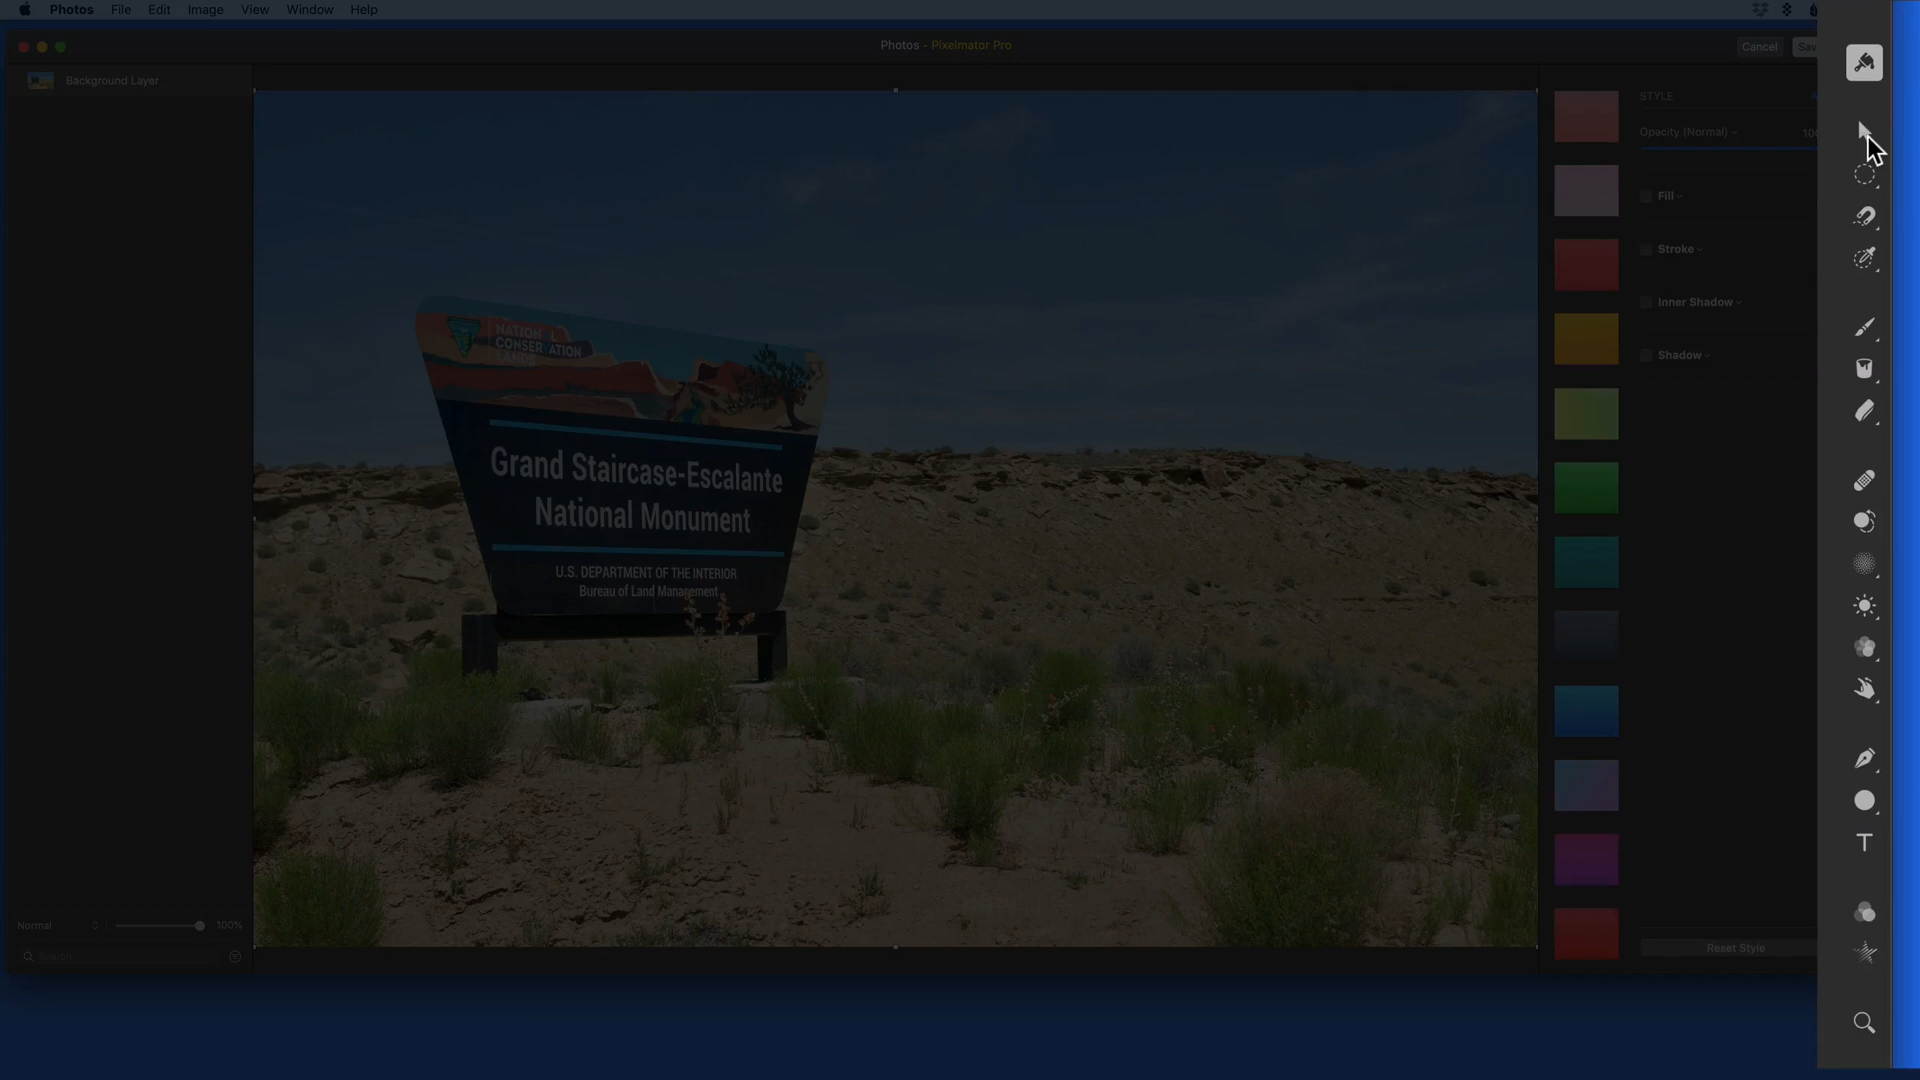 Photos File Edit Image View Window Help
Photos - Pixelmator Pro
Cancel
Background Layer
STYLE
Opacity (Normal)
Fill
Stroke
Inner Shadow
Shadow
NATIONAL
CONSERVATION
LANDS
Grand Staircase-Escalante
National Monument
U.S. DEPARTMENT OF THE INTERIOR
Bureau of Land Management
T
Normal 100%
Search
Reset Style